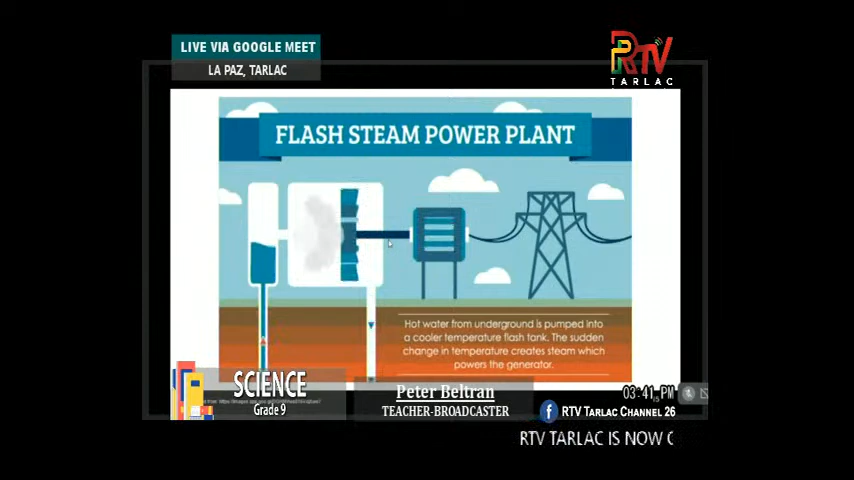 LIVE VIA GOOGLE MEET
LA PAZ, TARLAC
RTV
TARLAC
FLASH STEAM POWER PLANT
Hot water from underground is pumped into
a cooler temperature flash tank. The sudden
change in temperature creates steam which
powers the generator.
SCIENCE
Grade 9
Peter Beltran
TEACHER-BROADCASTER
03:41 PM
f RTV TARLAC CHANNEL 26
RTV TARLAC IS NOW